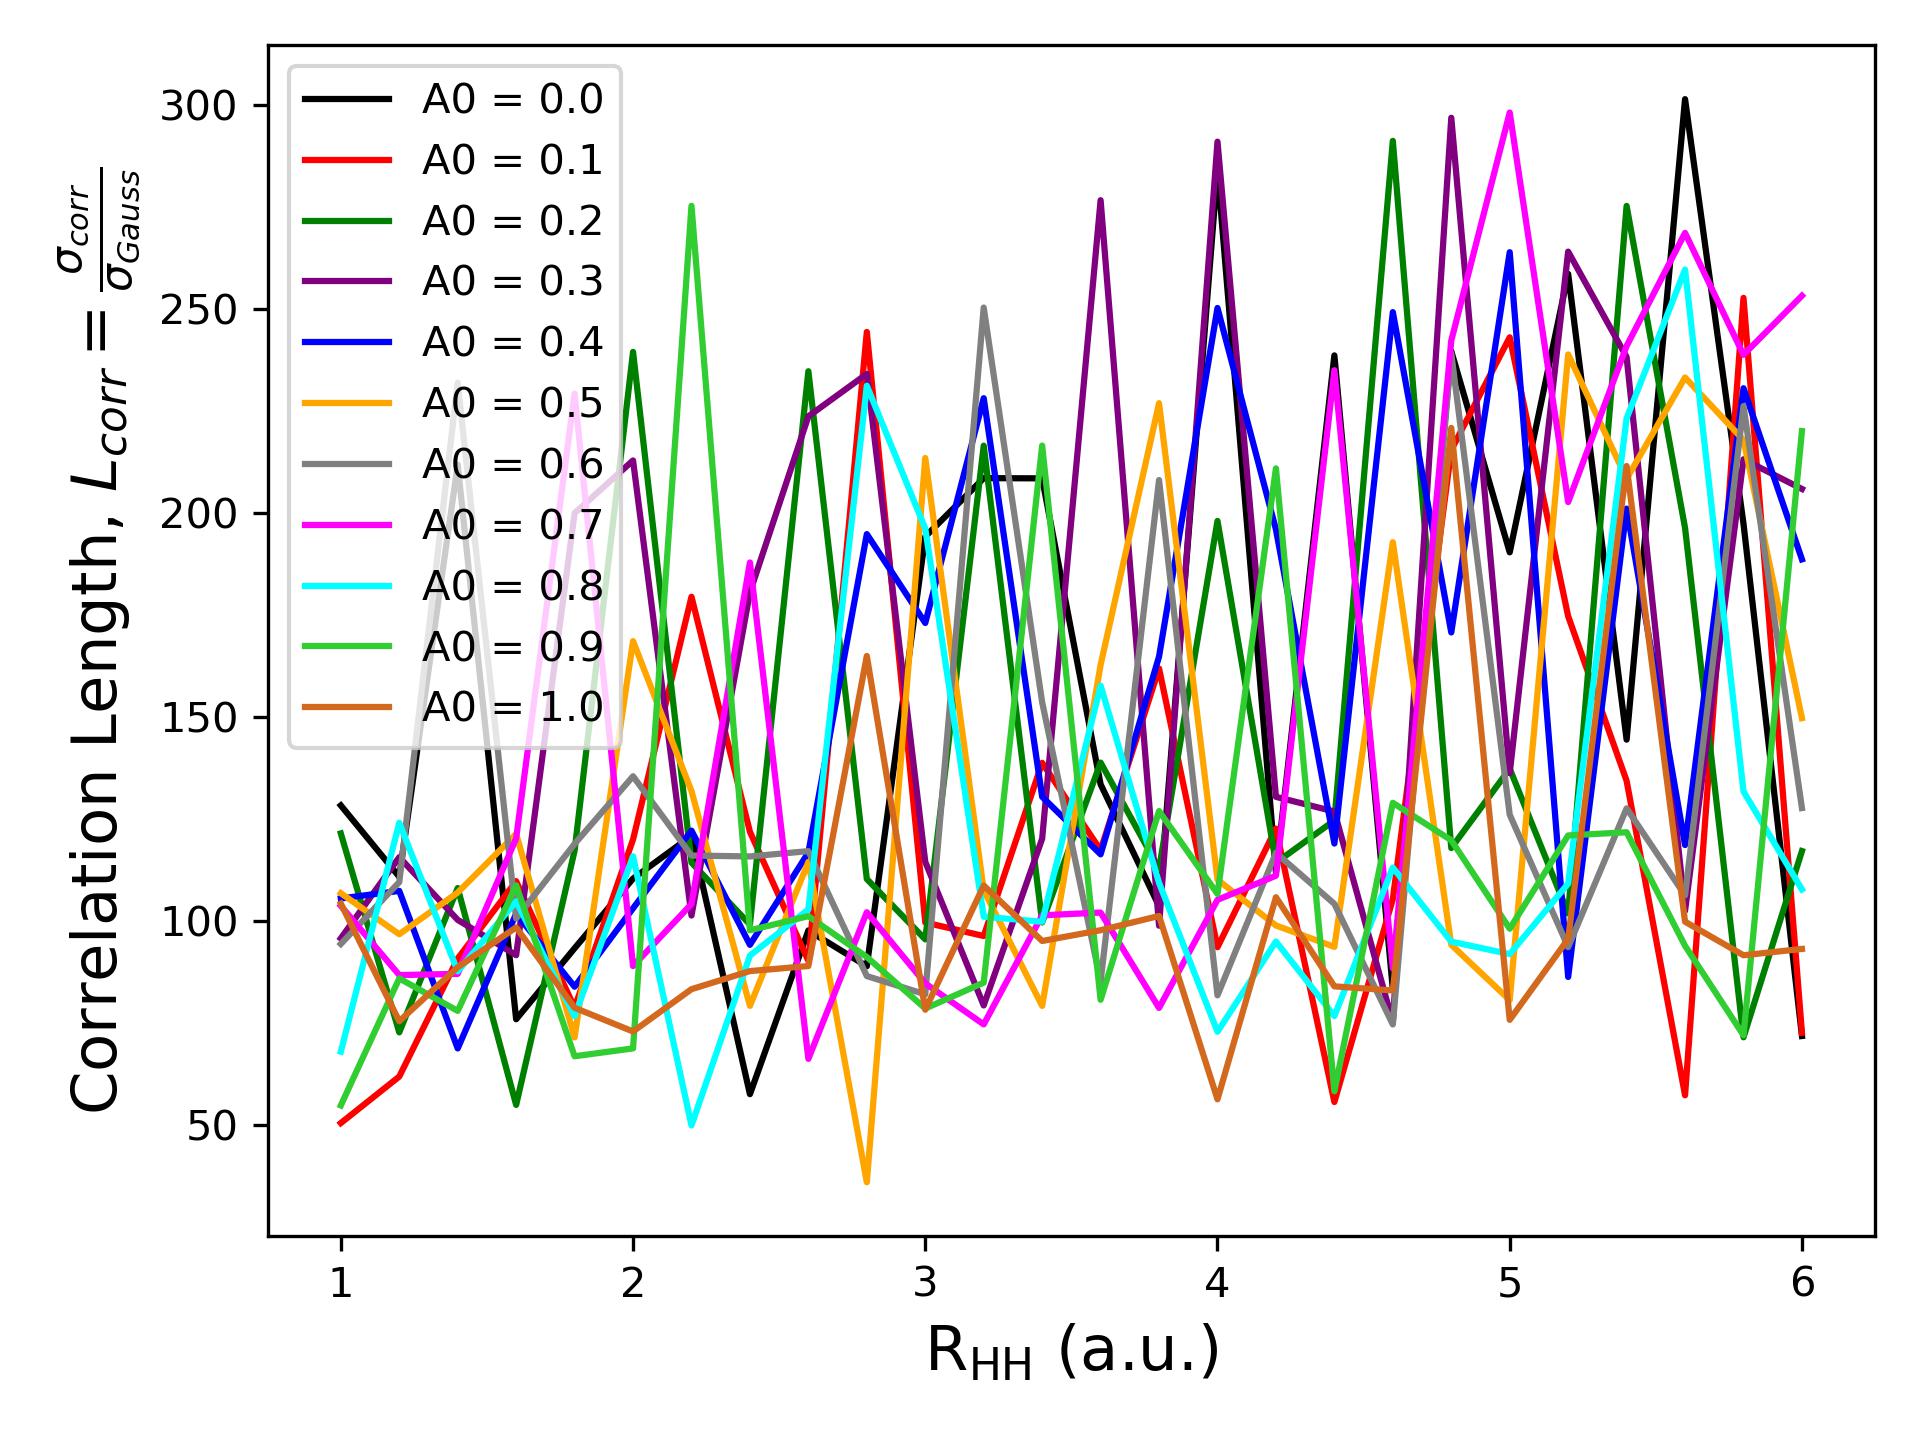 Correlation Length, L_corr = σ_corr / σ_Gauss
300
250
200
150
100
50
A0 = 0.0
A0 = 0.1
A0 = 0.2
A0 = 0.3
A0 = 0.4
A0 = 0.5
A0 = 0.6
A0 = 0.7
A0 = 0.8
A0 = 0.9
A0 = 1.0
1 2 3 4 5 6
R_HH (a.u.)